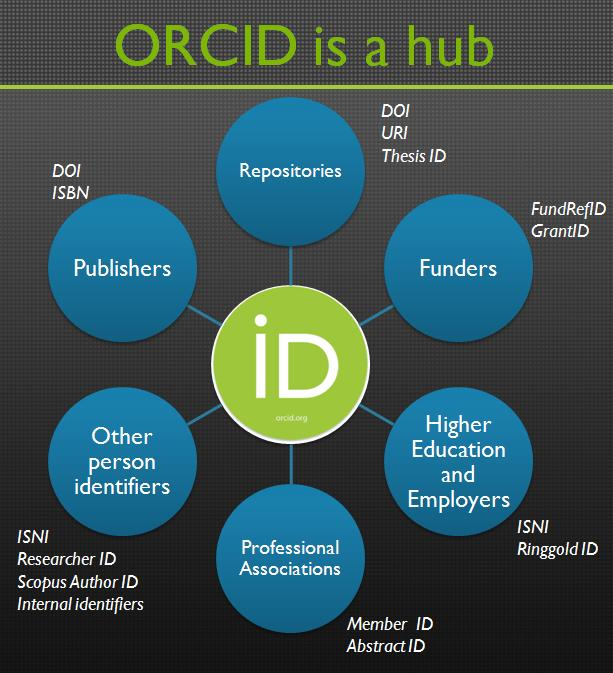 ORCID is a hub
DOI
URI
Thesis ID
Repositories
DOI
ISBN
Publishers
FundRefID
GrantID
Funders
iD
orcid.org
Other
person
identifiers
ISNI
Researcher ID
Scopus Author ID
Internal identifiers
Higher
Education
and
Employers
ISNI
Ringgold ID
Professional
Associations
Member ID
Abstract ID